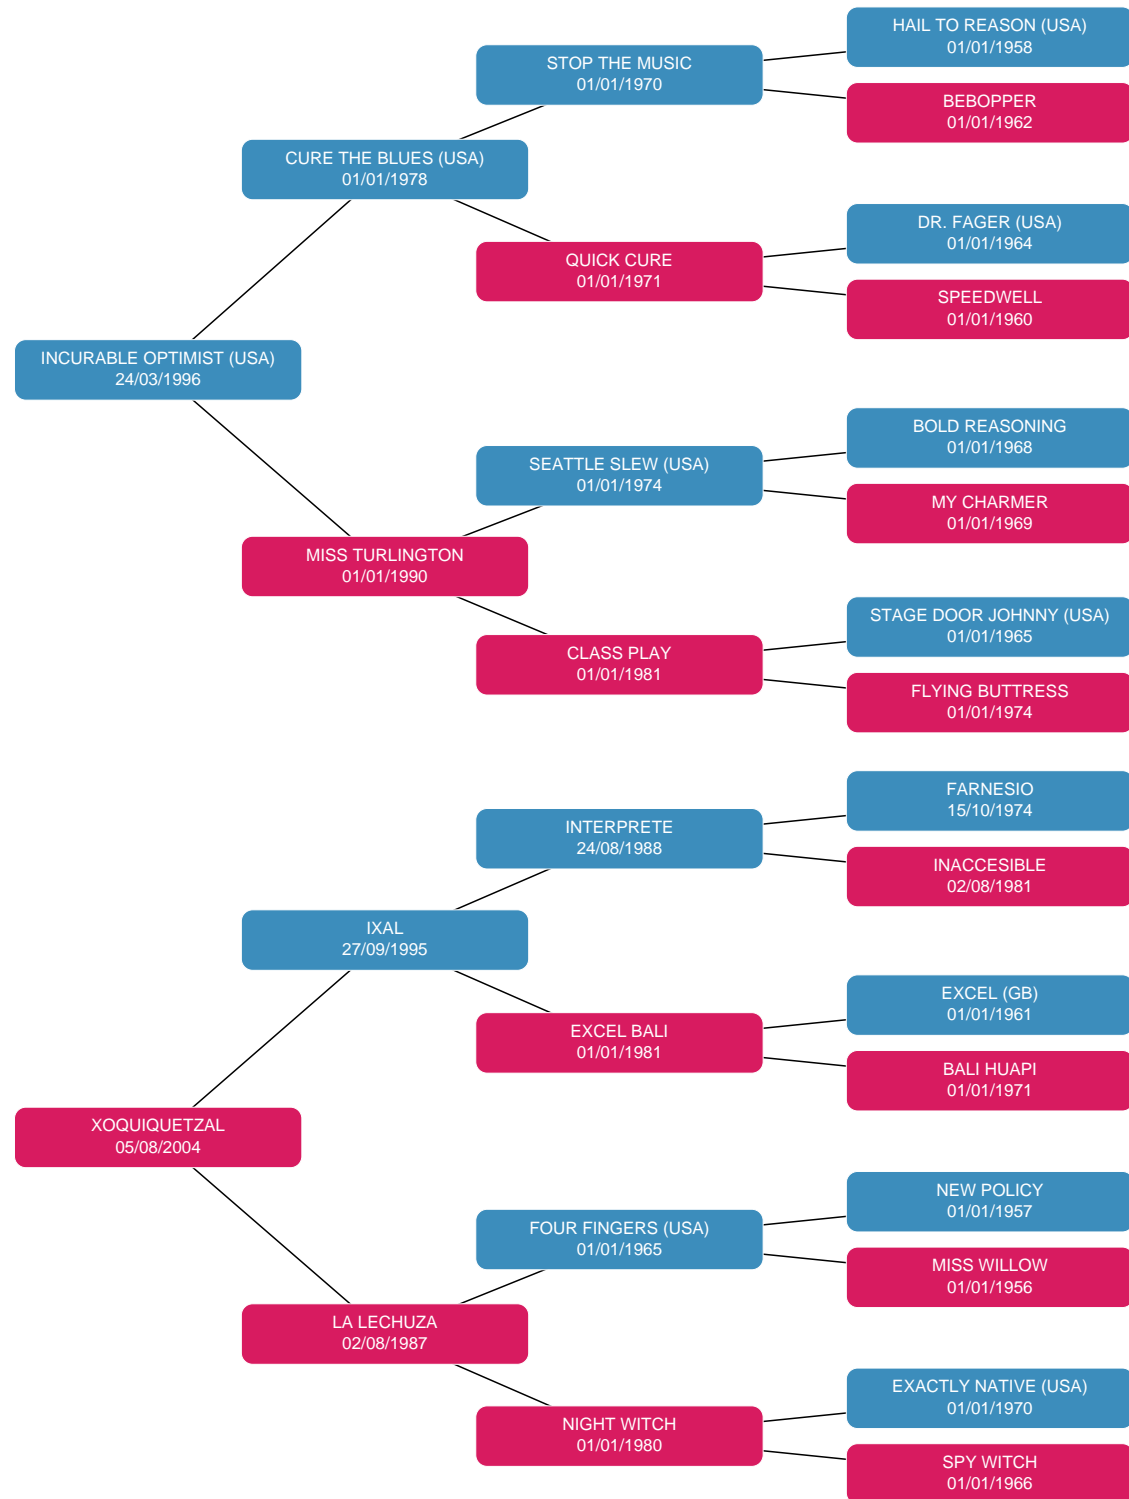 HAIL TO REASON (USA)
01/01/1958
STOP THE MUSIC
01/01/1970
BEBOPPER
01/01/1962
CURE THE BLUES (USA)
01/01/1978
DR. FAGER (USA)
01/01/1964
QUICK CURE
01/01/1971
SPEEDWELL
01/01/1960
INCURABLE OPTIMIST (USA)
24/03/1996
BOLD REASONING
01/01/1968
SEATTLE SLEW (USA)
01/01/1974
MY CHARMER
01/01/1969
MISS TURLINGTON
01/01/1990
STAGE DOOR JOHNNY (USA)
01/01/1965
CLASS PLAY
01/01/1981
FLYING BUTTRESS
01/01/1974
FARNESIO
15/10/1974
INTERPRETE
24/08/1988
INACCESIBLE
02/08/1981
IXAL
27/09/1995
EXCEL (GB)
01/01/1961
EXCEL BALI
01/01/1981
BALI HUAPI
01/01/1971
XOQUIQUETZAL
05/08/2004
NEW POLICY
01/01/1957
FOUR FINGERS (USA)
01/01/1965
MISS WILLOW
01/01/1956
LA LECHUZA
02/08/1987
EXACTLY NATIVE (USA)
01/01/1970
NIGHT WITCH
01/01/1980
SPY WITCH
01/01/1966